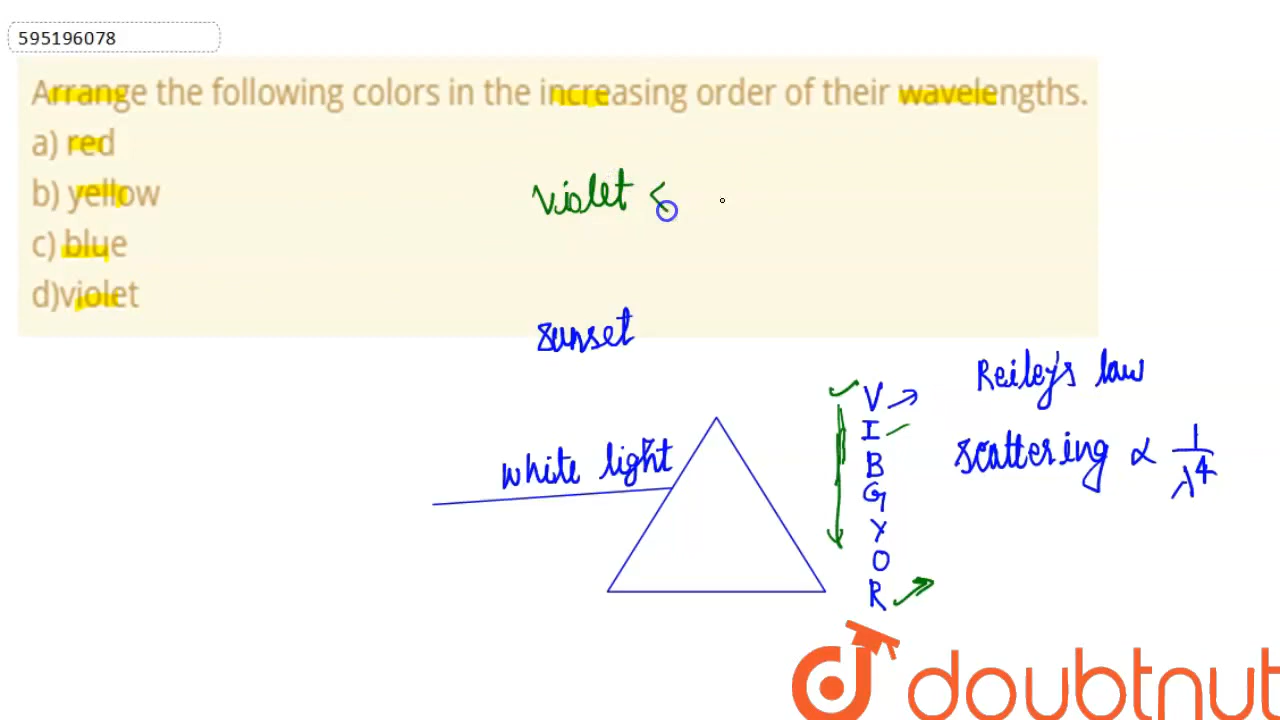 595196078
Arrange the following colors in the increasing order of their wavelengths.
a) red
b) yellow
c) blue
d)violet
violet <
sunset
white light
V
I
B
G
Y
O
R
Reiley's law
scattering ∝ 1/λ⁴
doubtnut